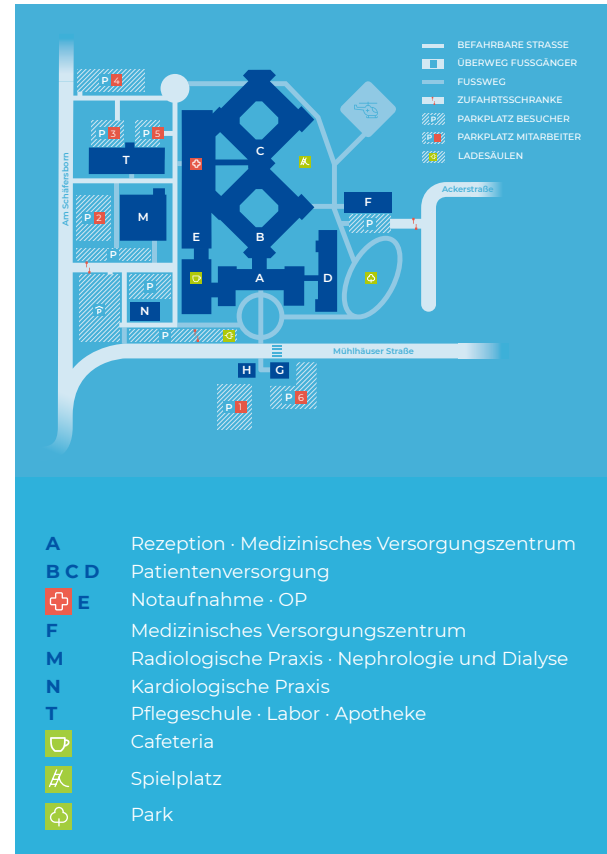 BEFAHRBARE STRASSE
ÜBERWEG FUSSGÄNGER
FUSSWEG
ZUFAHRTSSCHRANKE
P PARKPLATZ BESUCHER
P PARKPLATZ MITARBEITER
LADESÄULEN
P 4
P 3
P 5
T
C
Am Schäfersborn
Ackerstraße
F
P 2
M
P
E
B
P
A
D
P
P
N
P
Mühlhäuser Straße
H
G
P 6
P 1
A Rezeption · Medizinisches Versorgungszentrum
B C D Patientenversorgung
E Notaufnahme · OP
F Medizinisches Versorgungszentrum
M Radiologische Praxis · Nephrologie und Dialyse
N Kardiologische Praxis
T Pflegeschule · Labor · Apotheke
Cafeteria
Spielplatz
Park